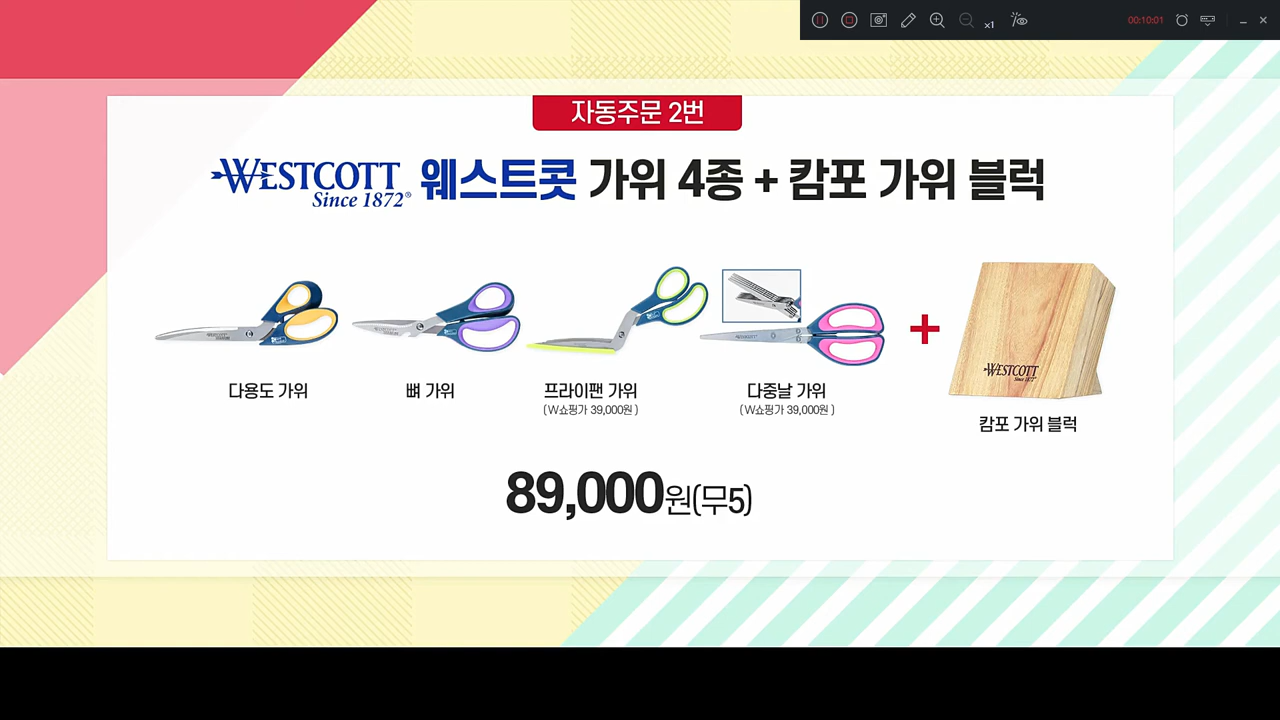 x1
00:10:01
자동주문 2번
WESTCOTT 웨스트콧 가위 4종 + 캄포 가위 블럭
Since 1872®
다용도 가위
뼈 가위
프라이팬 가위
(W쇼핑가 39,000원)
다중날 가위
(W쇼핑가 39,000원)
WESTCOTT
Since 1872
캄포 가위 블럭
89,000원(무5)